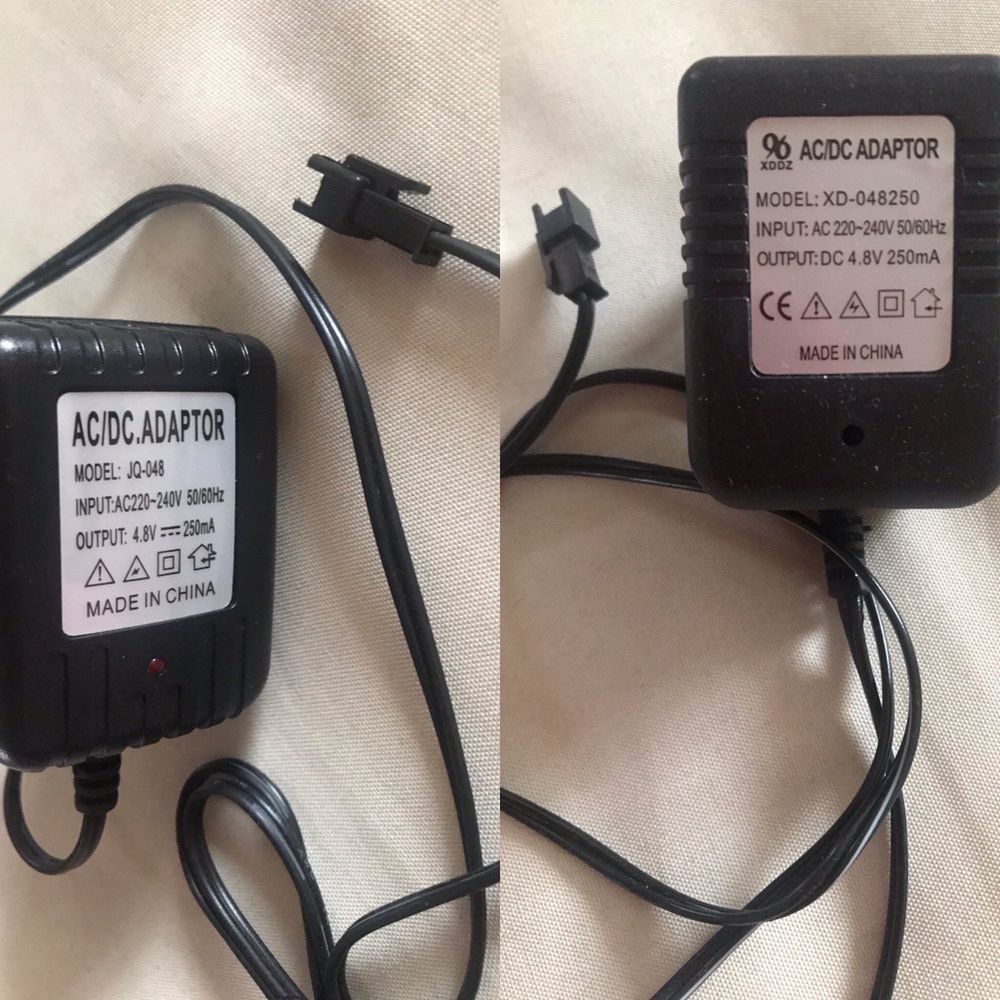 AC/DC.ADAPTOR
MODEL: JQ-048
INPUT:AC220~240V 50/60Hz
OUTPUT: 4.8V ⎓ 250mA
MADE IN CHINA
96 AC/DC ADAPTOR
XDDZ
MODEL: XD-048250
INPUT: AC 220~240V 50/60Hz
OUTPUT: DC 4.8V 250mA
CE
MADE IN CHINA